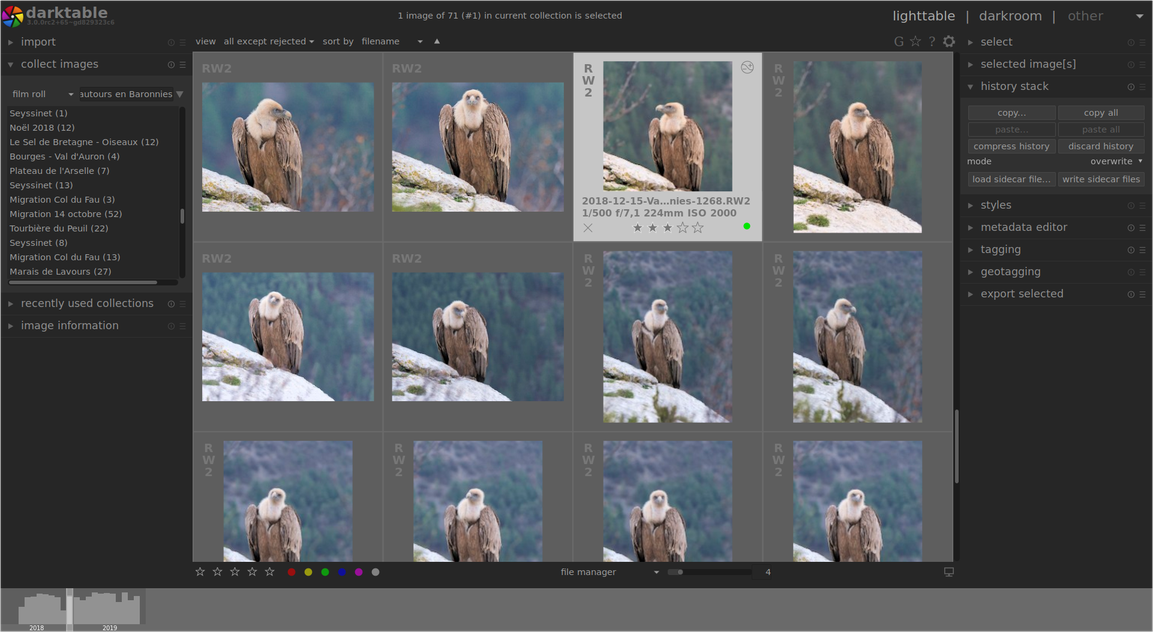 darktable
1 image of 71 (#1) in current collection is selected
lighttable | darkroom | other
import
collect images
film roll
autours en Baronnies
Seyssinet (1)
Noël 2018 (12)
Le Sel de Bretagne - Oiseaux (12)
Bourges - Val d'Auron (4)
Plateau de l'Arselle (7)
Seyssinet (13)
Migration Col du Fau (3)
Migration 14 octobre (52)
Tourbière du Peuil (22)
Seyssinet (8)
Migration Col du Fau (13)
Marais de Lavours (27)
recently used collections
image information
view all except rejected sort by filename
G ☆ ?
RW2
RW2
RW2
RW2
2018-12-15-Va...nies-1268.RW2
1/500 f/7,1 224mm ISO 2000
RW2
RW2
RW2
RW2
RW2
RW2
RW2
RW2
file manager
4
select
selected image[s]
history stack
copy... copy all
paste... paste all
compress history discard history
mode overwrite
load sidecar file... write sidecar files
styles
metadata editor
tagging
geotagging
export selected
2018 2019